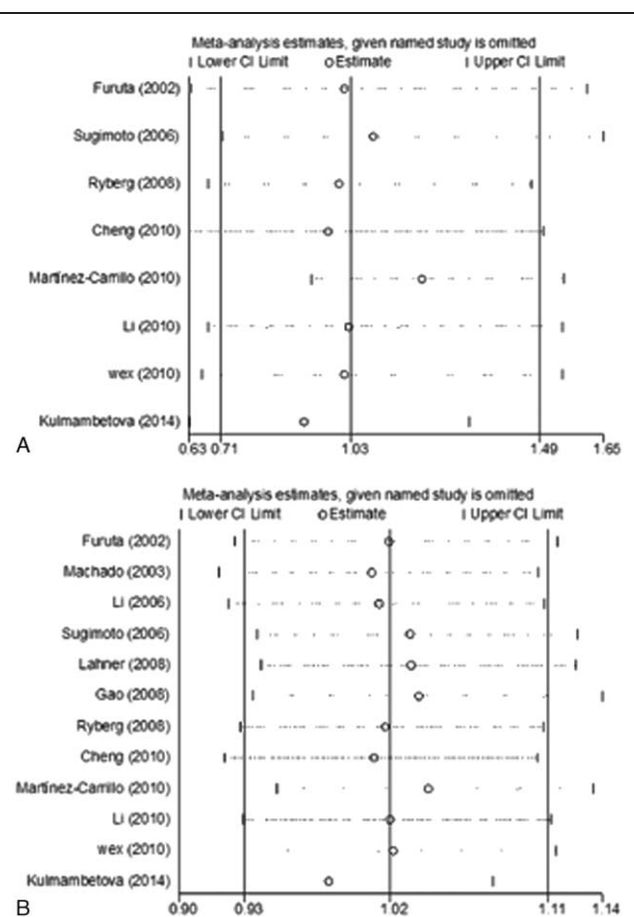 Meta-analysis estimates, given named study is omitted
| Lower CI Limit o Estimate | Upper CI Limit
Furuta (2002)
Sugimoto (2006)
Ryberg (2008)
Cheng (2010)
Martínez-Carrillo (2010)
Li (2010)
wex (2010)
Kulmambetova (2014)
0.63 0.71 1.03 1.49 1.65
A
Meta-analysis estimates, given named study is omitted
| Lower CI Limit o Estimate | Upper CI Limit
Furuta (2002)
Machado (2003)
Li (2006)
Sugimoto (2006)
Lahner (2008)
Gao (2008)
Ryberg (2008)
Cheng (2010)
Martínez-Carrillo (2010)
Li (2010)
wex (2010)
Kulmambetova (2014)
0.90 0.93 1.02 1.11 1.14
B